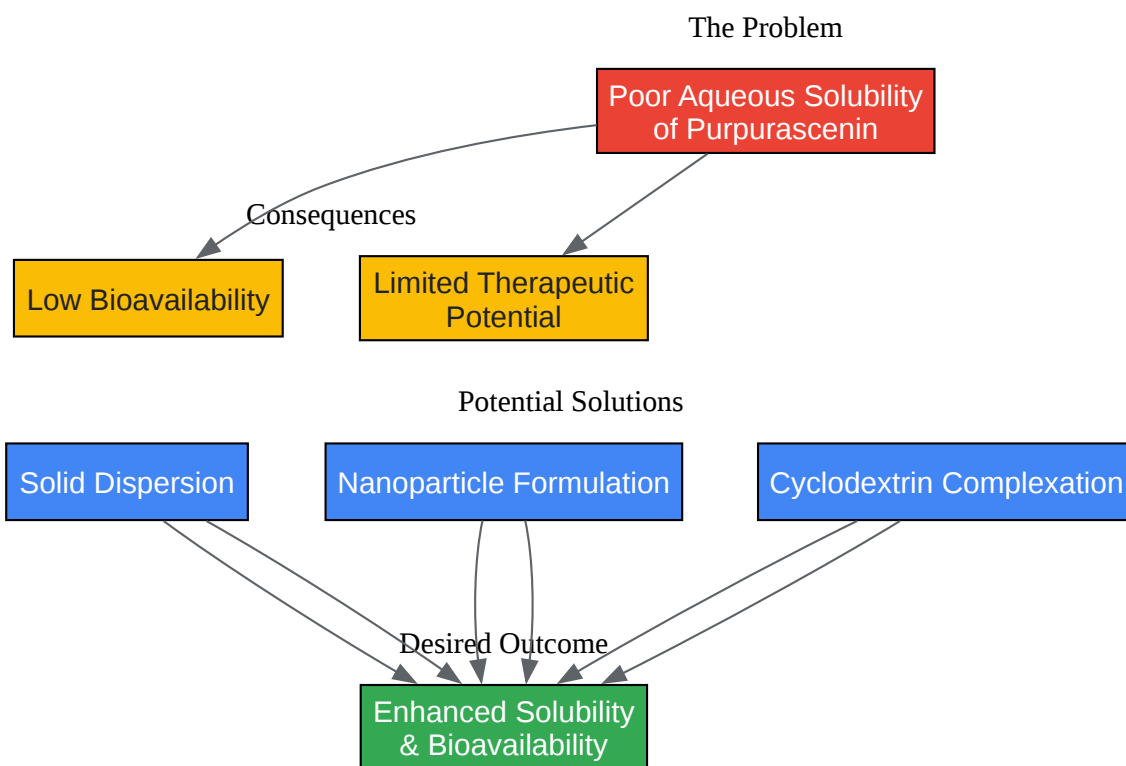 The Problem
Poor Aqueous Solubility
of Purpurascenin
Consequences
Low Bioavailability
Limited Therapeutic
Potential
Potential Solutions
Solid Dispersion
Nanoparticle Formulation
Cyclodextrin Complexation
Desired Outcome
Enhanced Solubility
& Bioavailability